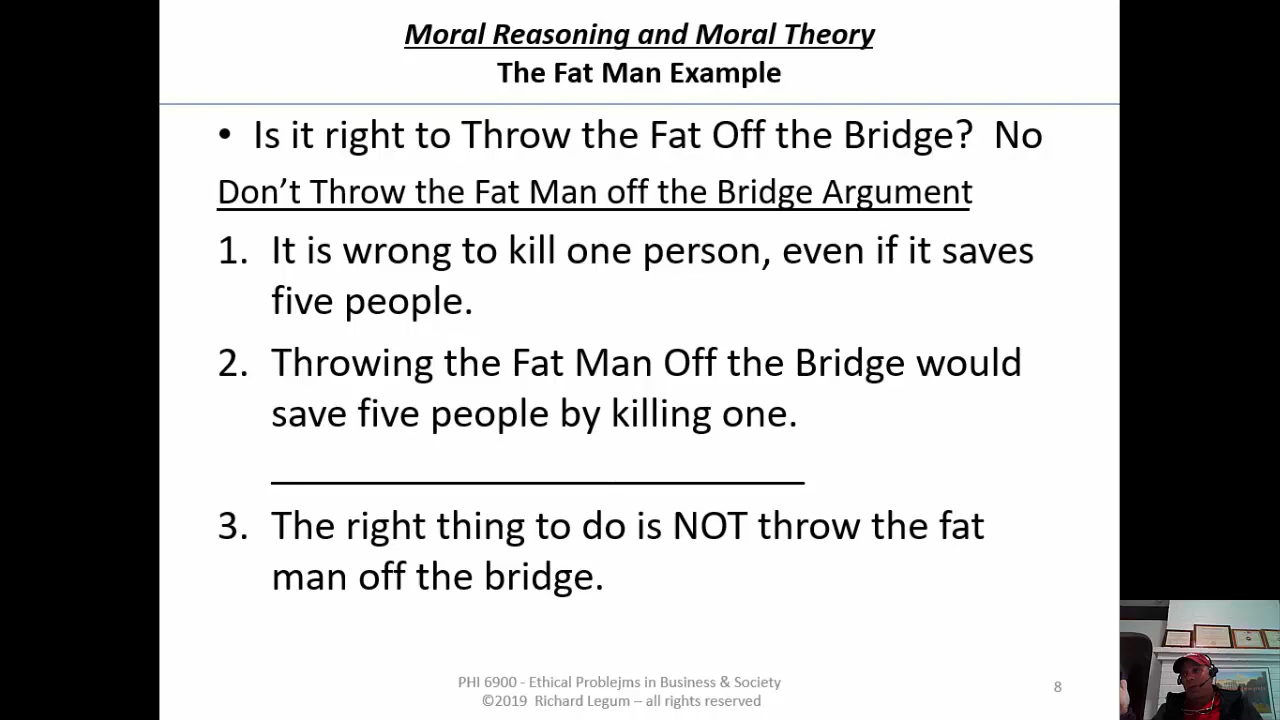 Moral Reasoning and Moral Theory
The Fat Man Example
• Is it right to Throw the Fat Off the Bridge? No
Don't Throw the Fat Man off the Bridge Argument
1. It is wrong to kill one person, even if it saves
five people.
2. Throwing the Fat Man Off the Bridge would
save five people by killing one.
3. The right thing to do is NOT throw the fat
man off the bridge.
PHI 6900 - Ethical Problejms in Business & Society
©2019 Richard Legum – all rights reserved
8